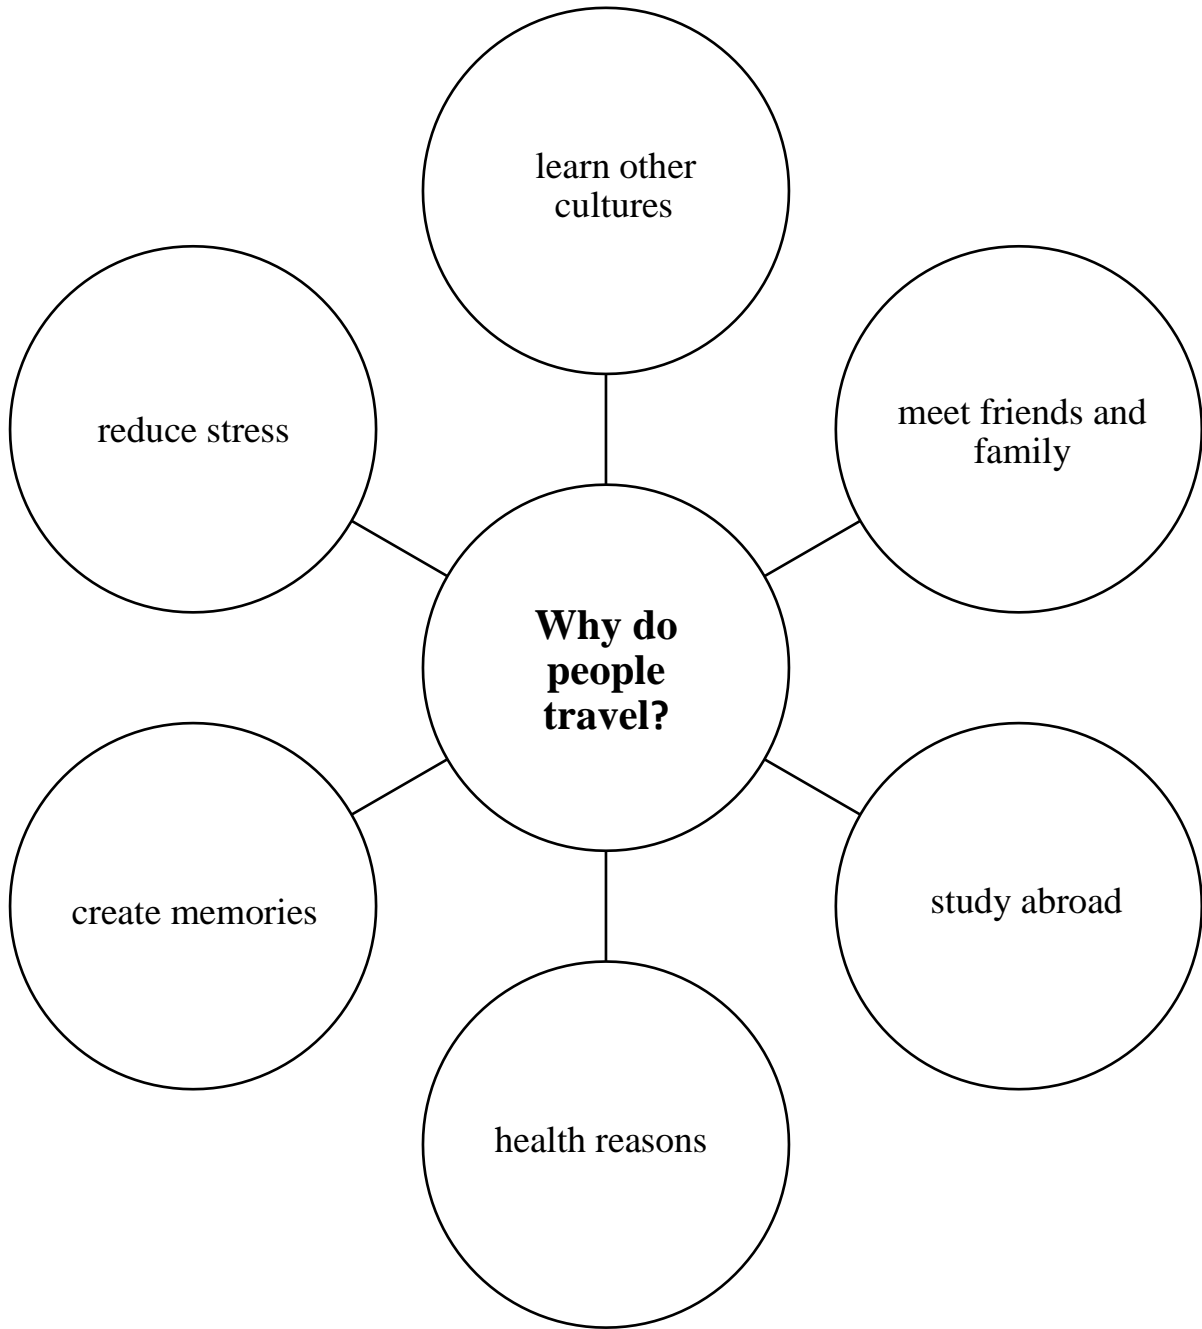 learn other
cultures
meet friends and
family
reduce stress
Why do
people
travel?
study abroad
create memories
health reasons